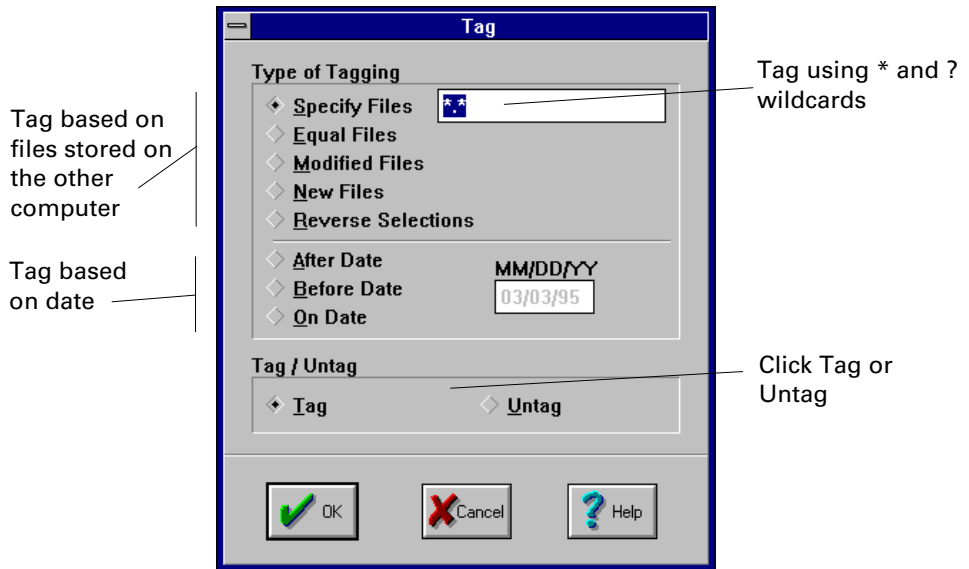 Tag
Type of Tagging
Specify Files
*.*
Equal Files
Modified Files
New Files
Reverse Selections
After Date
Before Date
On Date
MM/DD/YY
03/03/95
Tag / Untag
Tag
Untag
OK
Cancel
Help
Tag based on
files stored on
the other
computer
Tag based
on date
Tag using * and ?
wildcards
Click Tag or
Untag